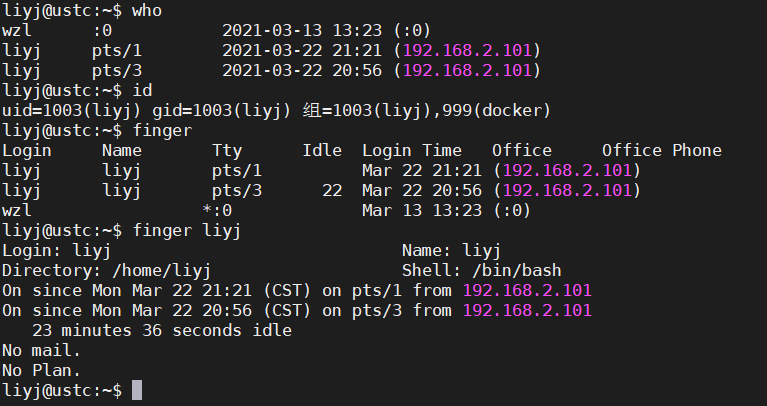 liyj@ustc:~$ who
wzl      :0           2021-03-13 13:23 (:0)
liyj     pts/1        2021-03-22 21:21 (192.168.2.101)
liyj     pts/3        2021-03-22 20:56 (192.168.2.101)
liyj@ustc:~$ id
uid=1003(liyj) gid=1003(liyj) 组=1003(liyj),999(docker)
liyj@ustc:~$ finger
Login     Name       Tty      Idle  Login Time   Office     Office Phone
liyj      liyj       pts/1          Mar 22 21:21 (192.168.2.101)
liyj      liyj       pts/3      22  Mar 22 20:56 (192.168.2.101)
wzl                 *:0             Mar 13 13:23 (:0)
liyj@ustc:~$ finger liyj
Login: liyj                             Name: liyj
Directory: /home/liyj                   Shell: /bin/bash
On since Mon Mar 22 21:21 (CST) on pts/1 from 192.168.2.101
On since Mon Mar 22 20:56 (CST) on pts/3 from 192.168.2.101
   23 minutes 36 seconds idle
No mail.
No Plan.
liyj@ustc:~$